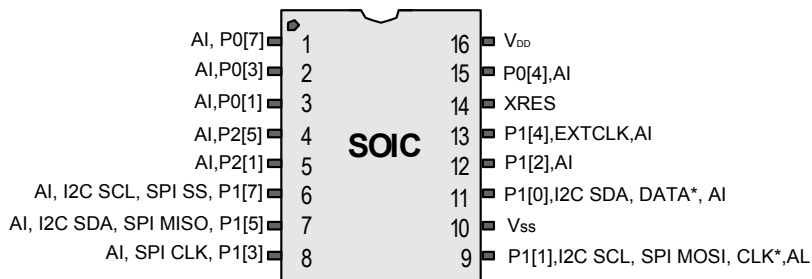 AI, P0[7] 1 16 VDD
AI,P0[3] 2 15 P0[4],AI
AI,P0[1] 3 14 XRES
AI,P2[5] 4 13 P1[4],EXTCLK,AI
SOIC
AI,P2[1] 5 12 P1[2],AI
AI, I2C SCL, SPI SS, P1[7] 6 11 P1[0],I2C SDA, DATA*, AI
AI, I2C SDA, SPI MISO, P1[5] 7 10 Vss
AI, SPI CLK, P1[3] 8 9 P1[1],I2C SCL, SPI MOSI, CLK*,AL